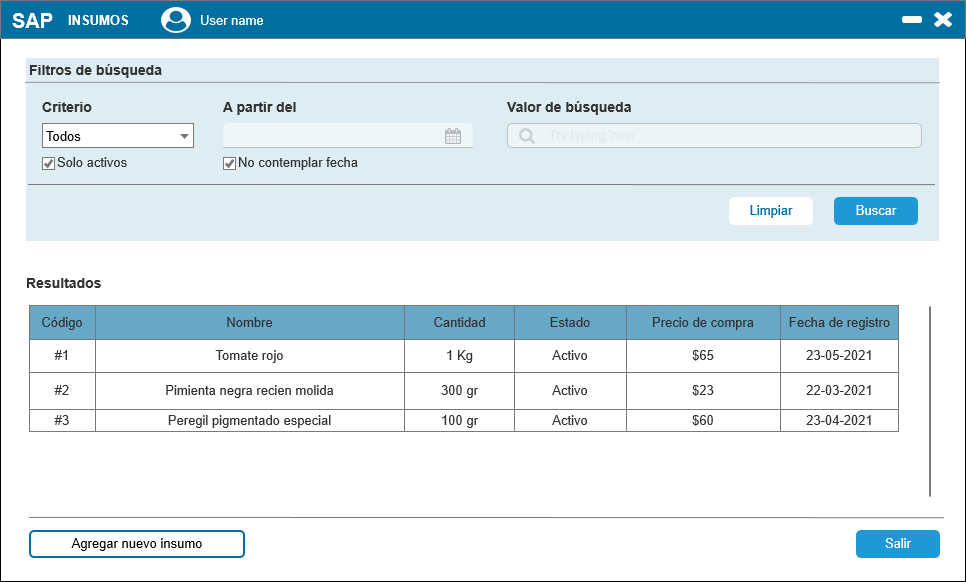 SAP INSUMOS User name
Filtros de búsqueda
Criterio A partir del Valor de búsqueda
Todos Try typing 'new'
Solo activos No contemplar fecha
Limpiar Buscar
Resultados
Código Nombre Cantidad Estado Precio de compra Fecha de registro
#1 Tomate rojo 1 Kg Activo $65 23-05-2021
#2 Pimienta negra recien molida 300 gr Activo $23 22-03-2021
#3 Peregil pigmentado especial 100 gr Activo $60 23-04-2021
Agregar nuevo insumo Salir